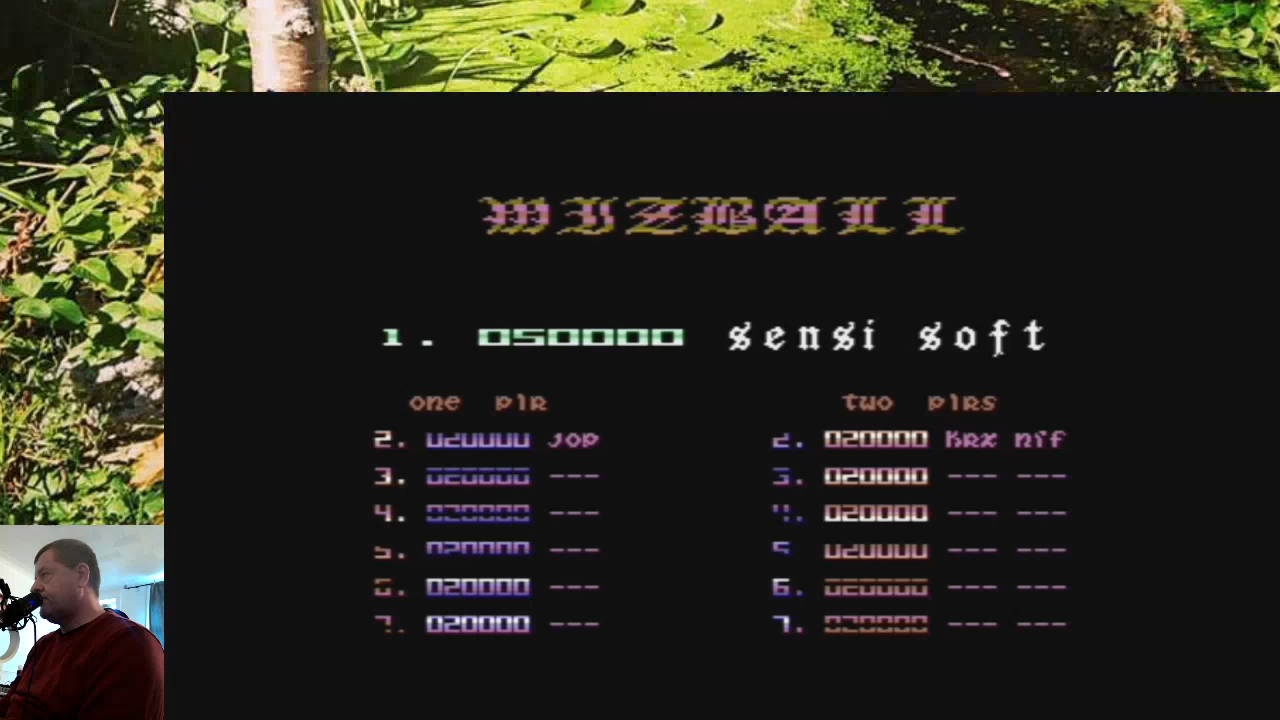 WIZBALL
1. 050000 sensi soft
one plr two plrs
2. 020000 JOP 2. 020000 KRX nif
3. 020000 --- 3. 020000 --- ---
4. 020000 --- 4. 020000 --- ---
5. 020000 --- 5. 020000 --- ---
6. 020000 --- 6. 020000 --- ---
7. 020000 --- 7. 020000 --- ---